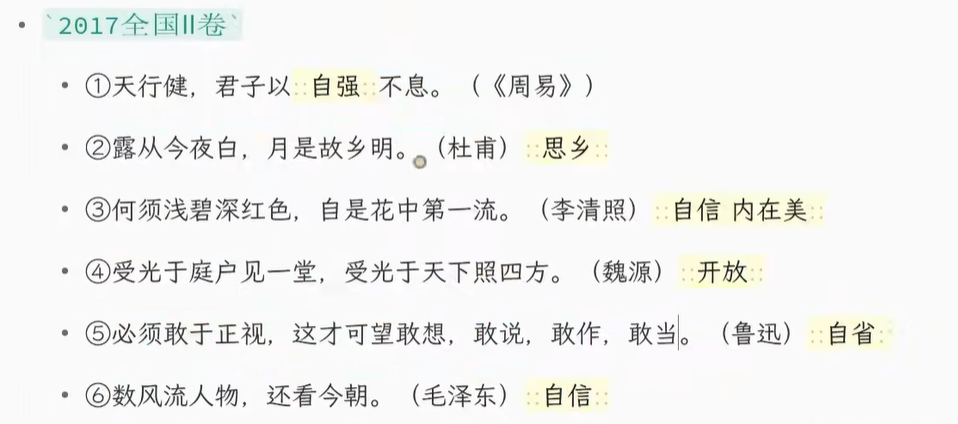 `2017全国Ⅱ卷`
①天行健，君子以::自强::不息。（《周易》）
②露从今夜白，月是故乡明。（杜甫）::思乡::
③何须浅碧深红色，自是花中第一流。（李清照）::自信 内在美::
④受光于庭户见一堂，受光于天下照四方。（魏源）::开放::
⑤必须敢于正视，这才可望敢想，敢说，敢作，敢当。（鲁迅）::自省::
⑥数风流人物，还看今朝。（毛泽东）::自信::